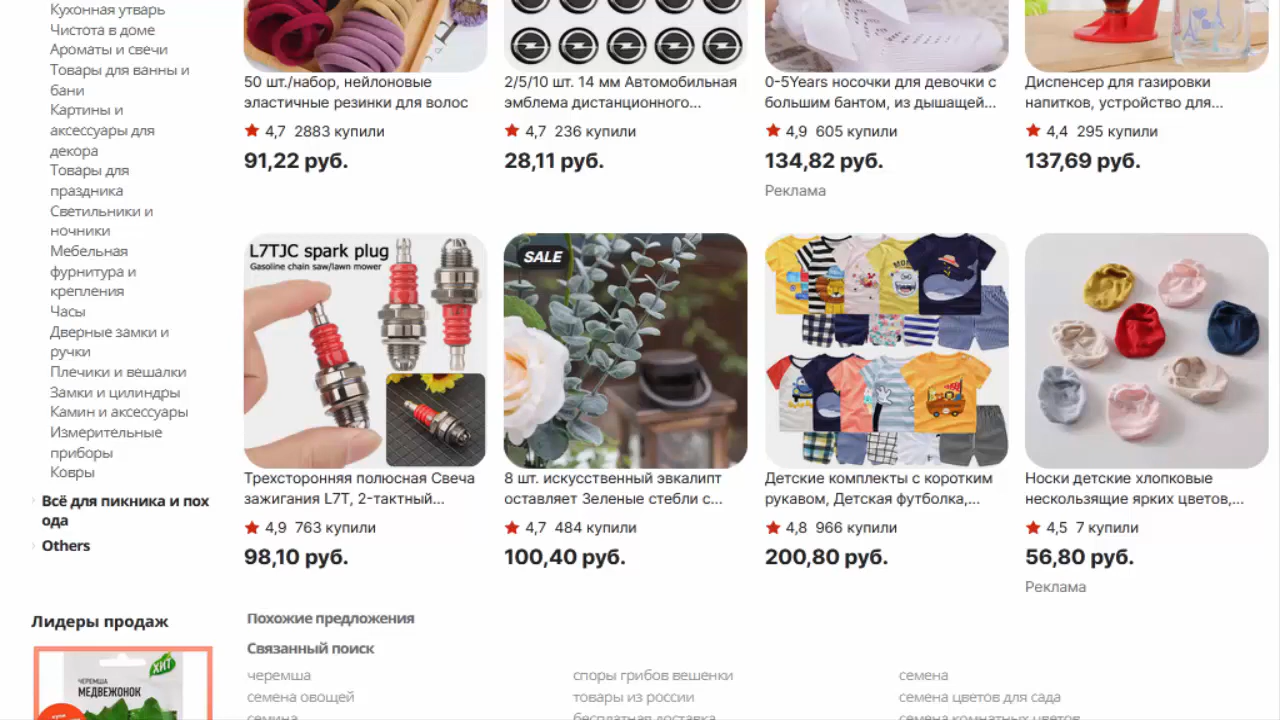 Кухонная утварь
Чистота в доме
Ароматы и свечи
Товары для ванны и
бани
Картины и
аксессуары для
декора
Товары для
праздника
Светильники и
ночники
Мебельная
фурнитура и
крепления
Часы
Дверные замки и
ручки
Плечики и вешалки
Замки и цилиндры
Камин и аксессуары
Измерительные
приборы
Ковры
Всё для пикника и пох
ода
Others
Лидеры продаж
ХИТ
ЧЕРЕМША
МЕДВЕЖОНОК
50 шт./набор, нейлоновые
эластичные резинки для волос
4,7 2883 купили
91,22 руб.
2/5/10 шт. 14 мм Автомобильная
эмблема дистанционного...
4,7 236 купили
28,11 руб.
0-5Years носочки для девочки с
большим бантом, из дышащей...
4,9 605 купили
134,82 руб.
Реклама
Диспенсер для газировки
напитков, устройство для...
4,4 295 купили
137,69 руб.
L7TJC spark plug
Gasoline chain saw/lawn mower
Трехсторонняя полюсная Свеча
зажигания L7T, 2-тактный...
4,9 763 купили
98,10 руб.
SALE
8 шт. искусственный эвкалипт
оставляет Зеленые стебли с...
4,7 484 купили
100,40 руб.
Детские комплекты с коротким
рукавом, Детская футболка,...
4,8 966 купили
200,80 руб.
Носки детские хлопковые
нескользящие ярких цветов,...
4,5 7 купили
56,80 руб.
Реклама
Похожие предложения
Связанный поиск
черемша
споры грибов вешенки
семена
семена овощей
товары из россии
семена цветов для сада
семина
бесплатная доставка
семена комнатных цветов